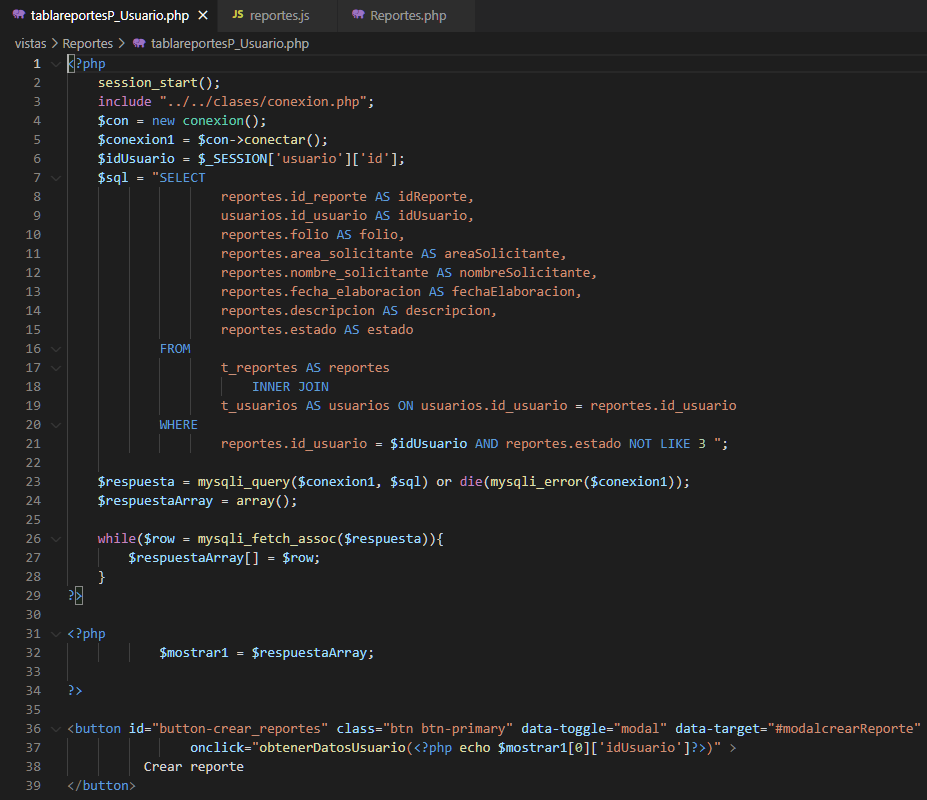 tablareportesP_Usuario.php JS reportes.js Reportes.php
vistas > Reportes > tablareportesP_Usuario.php
1 <?php
2 session_start();
3 include "../../clases/conexion.php";
4 $con = new conexion();
5 $conexion1 = $con->conectar();
6 $idUsuario = $_SESSION['usuario']['id'];
7 $sql = "SELECT
8 reportes.id_reporte AS idReporte,
9 usuarios.id_usuario AS idUsuario,
10 reportes.folio AS folio,
11 reportes.area_solicitante AS areaSolicitante,
12 reportes.nombre_solicitante AS nombreSolicitante,
13 reportes.fecha_elaboracion AS fechaElaboracion,
14 reportes.descripcion AS descripcion,
15 reportes.estado AS estado
16 FROM
17 t_reportes AS reportes
18 INNER JOIN
19 t_usuarios AS usuarios ON usuarios.id_usuario = reportes.id_usuario
20 WHERE
21 reportes.id_usuario = $idUsuario AND reportes.estado NOT LIKE 3 ";
22
23 $respuesta = mysqli_query($conexion1, $sql) or die(mysqli_error($conexion1));
24 $respuestaArray = array();
25
26 while($row = mysqli_fetch_assoc($respuesta)){
27 $respuestaArray[] = $row;
28 }
29 ?>
30
31 <?php
32 $mostrar1 = $respuestaArray;
33
34 ?>
35
36 <button id="button-crear_reportes" class="btn btn-primary" data-toggle="modal" data-target="#modalcrearReporte"
37 onclick="obtenerDatosUsuario(<?php echo $mostrar1[0]['idUsuario']?>)" >
38 Crear reporte
39 </button>